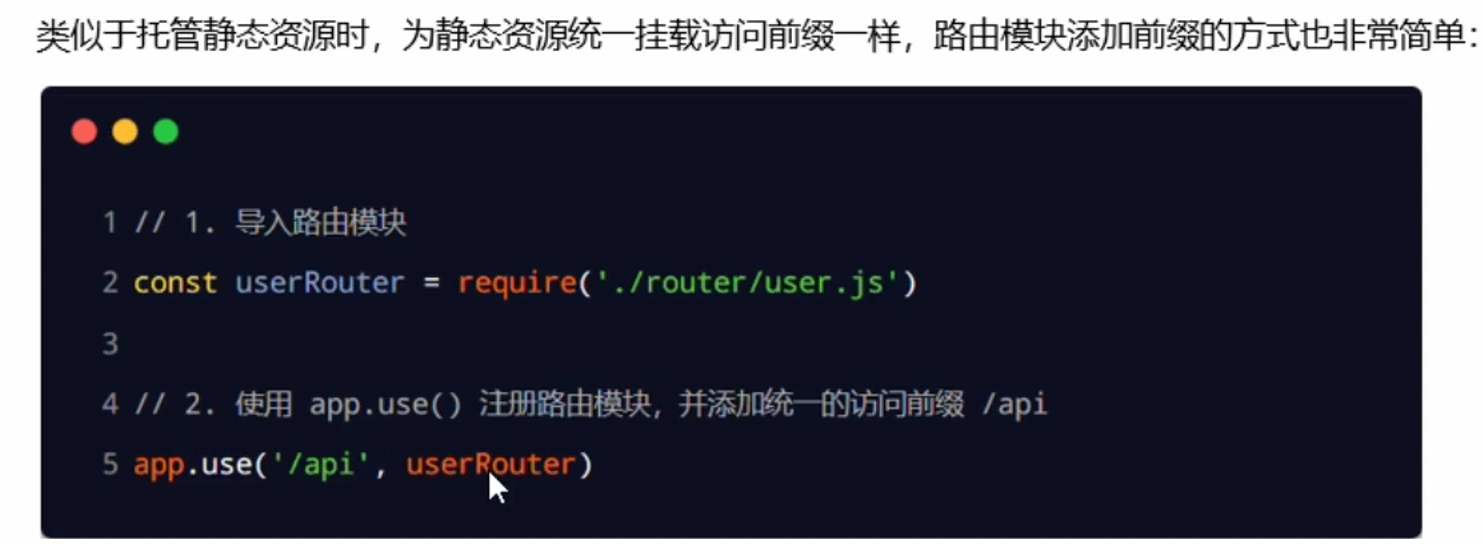 类似于托管静态资源时，为静态资源统一挂载访问前缀一样，路由模块添加前缀的方式也非常简单：
1 // 1. 导入路由模块
2 const userRouter = require('./router/user.js')
3
4 // 2. 使用 app.use() 注册路由模块，并添加统一的访问前缀 /api
5 app.use('/api', userRouter)